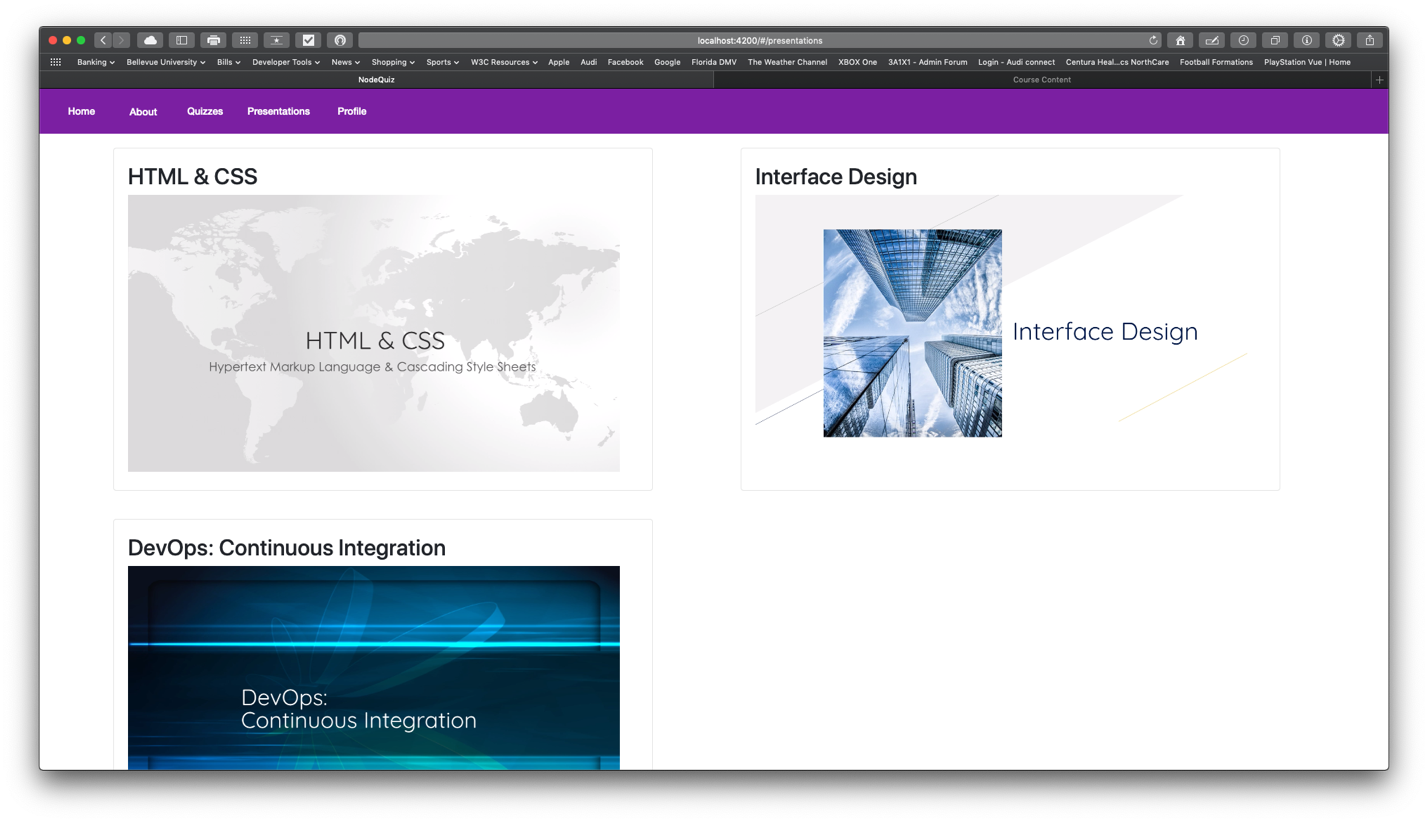 localhost:4200/#/presentations
Banking Bellevue University Bills Developer Tools News Shopping Sports W3C Resources Apple Audi Facebook Google Florida DMV The Weather Channel XBOX One 3A1X1 - Admin Forum Login - Audi connect Centura Heal...cs NorthCare Football Formations PlayStation Vue | Home
NodeQuiz Course Content
Home About Quizzes Presentations Profile
HTML & CSS
HTML & CSS
Hypertext Markup Language & Cascading Style Sheets
Interface Design
Interface Design
DevOps: Continuous Integration
DevOps:
Continuous Integration